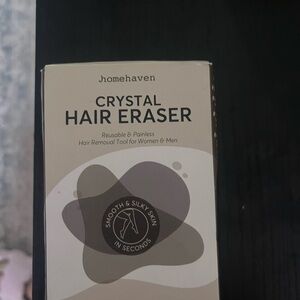 homehaven
CRYSTAL
HAIR ERASER
Reusable & Painless
Hair Removal Tool for Women & Men
SMOOTH & SILKY SKIN
IN SECONDS